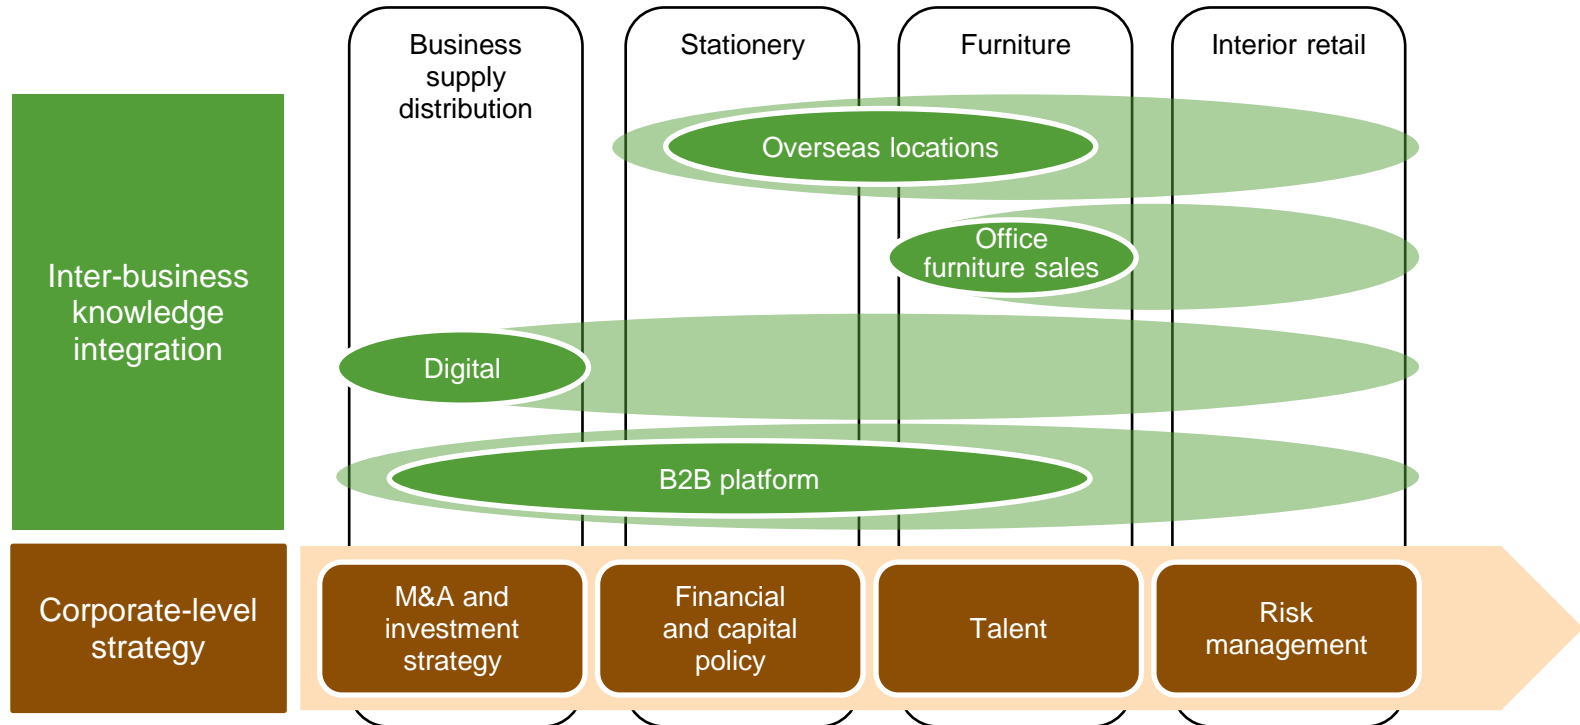 Business
supply
distribution
Stationery
Furniture
Interior retail
Inter-business
knowledge
integration
Overseas locations
Office
furniture sales
Digital
B2B platform
Corporate-level
strategy
M&A and
investment
strategy
Financial
and capital
policy
Talent
Risk
management